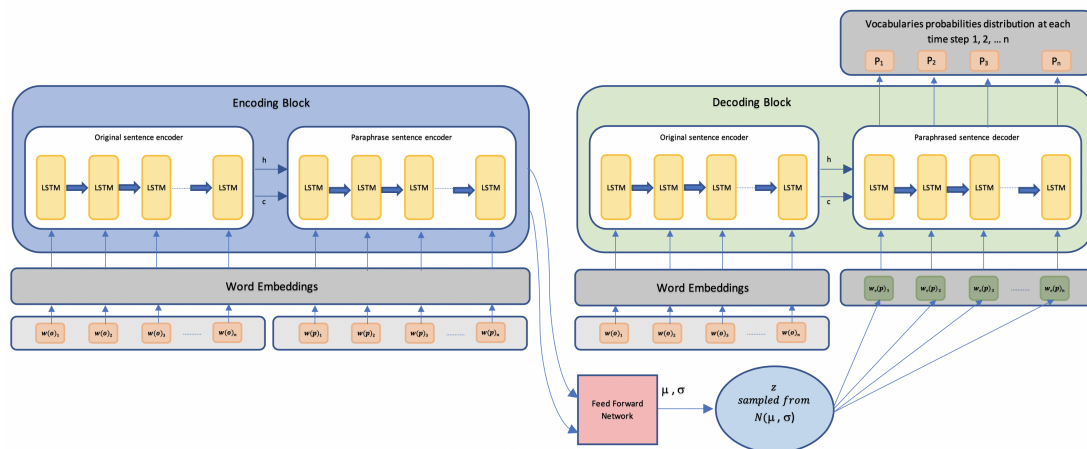 Vocabularies probabilities distribution at each
time step 1, 2, ... n
P₁ P₂ P₃ Pₙ
Encoding Block
Original sentence encoder
LSTM LSTM LSTM LSTM
h
c
Paraphrase sentence encoder
LSTM LSTM LSTM LSTM
Word Embeddings
w(o)₁ w(o)₂ w(o)₃ w(o)ₙ
w(p)₁ w(p)₂ w(p)₃ w(p)ₙ
Decoding Block
Original sentence encoder
LSTM LSTM LSTM LSTM
h
c
Paraphrased sentence decoder
LSTM LSTM LSTM LSTM
Word Embeddings
w(o)₁ w(o)₂ w(o)₃ w(o)ₙ
(p)₁ (p)₂ (p)₂ (p)ₙ
Feed Forward
Network
μ , σ
z
sampled from
N(μ , σ)